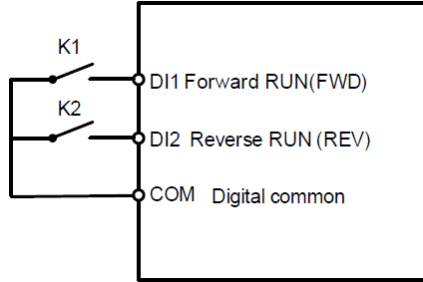 K1
DI1 Forward RUN(FWD)
K2
DI2 Reverse RUN (REV)
COM Digital common